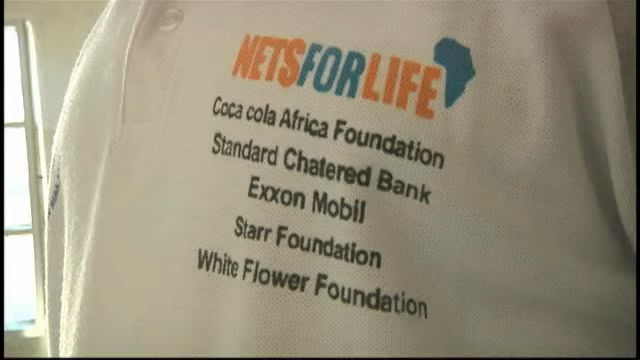 NETSFORLIFE
Coca cola Africa Foundation
Standard Chatered Bank
Exxon Mobil
Starr Foundation
White Flower Foundation